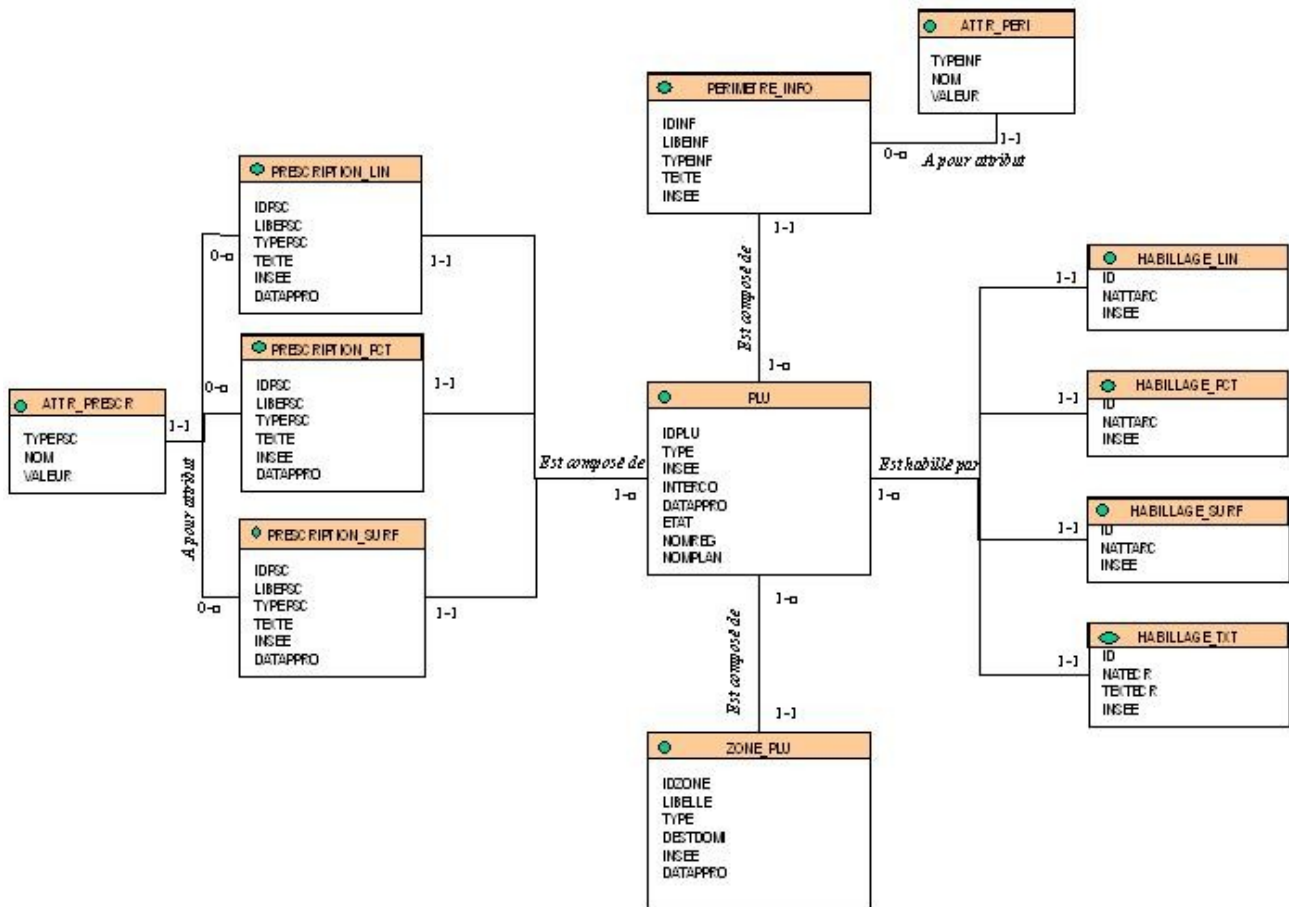 ATTR_PERI
TYPEINF
NOM
VALEUR
PERIMETRE_INFO
IDINF
LIBEINF
TYPEINF
TEXTE
INSEE
0-¤
1-1
A pour attribut
1-1
Est composé de
1-¤
PRESCRIPTION_LIN
IDPSC
LIBEPSC
TYPEPSC
TEXTE
INSEE
DATAPPRO
0-¤
1-1
PRESCRIPTION_PCT
IDPSC
LIBEPSC
TYPEPSC
TEXTE
INSEE
DATAPPRO
0-¤
1-1
ATTR_PRESCR
TYPEPSC
NOM
VALEUR
1-1
A pour attribut
PRESCRIPTION_SURF
IDPSC
LIBEPSC
TYPEPSC
TEXTE
INSEE
DATAPPRO
0-¤
1-1
Est composé de
1-¤
PLU
IDPLU
TYPE
INSEE
INTERCO
DATAPPRO
ETAT
NOMREG
NOMPLAN
Est habillé par
1-¤
1-1
HABILLAGE_LIN
ID
NATTARC
INSEE
1-1
HABILLAGE_PCT
ID
NATTARC
INSEE
1-1
HABILLAGE_SURF
ID
NATTARC
INSEE
1-1
HABILLAGE_TXT
ID
NATECR
TEXTECR
INSEE
1-¤
Est composé de
1-1
ZONE_PLU
IDZONE
LIBELLE
TYPE
DESTDOMI
INSEE
DATAPPRO